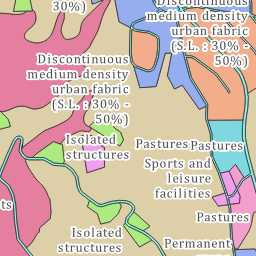 30%)
Discontinuous
medium density
urban fabric
(S.L. : 30% -
50%)
Discontinuous
medium density
urban fabric
(S.L. : 30% -
50%)
Isolated
structures
Pastures
Pastures
Sports and
leisure
facilities
Pastures
Isolated
structures
Permanent